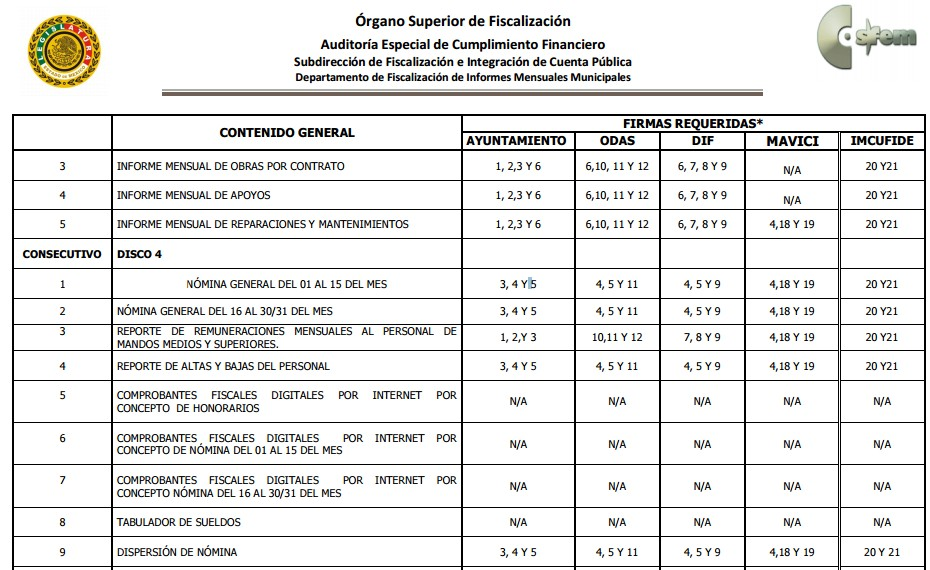 Órgano Superior de Fiscalización
Auditoría Especial de Cumplimiento Financiero
Subdirección de Fiscalización e Integración de Cuenta Pública
Departamento de Fiscalización de Informes Mensuales Municipales
LEGISLATURA
ESTADO DE MÉXICO
osfem
CONTENIDO GENERAL
FIRMAS REQUERIDAS*
AYUNTAMIENTO ODAS DIF MAVICI IMCUFIDE
3 INFORME MENSUAL DE OBRAS POR CONTRATO 1, 2,3 Y 6 6,10, 11 Y 12 6, 7, 8 Y 9 N/A 20 Y21
4 INFORME MENSUAL DE APOYOS 1, 2,3 Y 6 6,10, 11 Y 12 6, 7, 8 Y 9 N/A 20 Y21
5 INFORME MENSUAL DE REPARACIONES Y MANTENIMIENTOS 1, 2,3 Y 6 6,10, 11 Y 12 6, 7, 8 Y 9 4,18 Y 19 20 Y21
CONSECUTIVO DISCO 4
1 NÓMINA GENERAL DEL 01 AL 15 DEL MES 3, 4 Y 5 4, 5 Y 11 4, 5 Y 9 4,18 Y 19 20 Y21
2 NÓMINA GENERAL DEL 16 AL 30/31 DEL MES 3, 4 Y 5 4, 5 Y 11 4, 5 Y 9 4,18 Y 19 20 Y21
3 REPORTE DE REMUNERACIONES MENSUALES AL PERSONAL DE
MANDOS MEDIOS Y SUPERIORES. 1, 2,Y 3 10,11 Y 12 7, 8 Y 9 4,18 Y 19 20 Y21
4 REPORTE DE ALTAS Y BAJAS DEL PERSONAL 3, 4 Y 5 4, 5 Y 11 4, 5 Y 9 4,18 Y 19 20 Y21
5 COMPROBANTES FISCALES DIGITALES POR INTERNET POR
CONCEPTO DE HONORARIOS N/A N/A N/A N/A N/A
6 COMPROBANTES FISCALES DIGITALES POR INTERNET POR
CONCEPTO DE NÓMINA DEL 01 AL 15 DEL MES N/A N/A N/A N/A N/A
7 COMPROBANTES FISCALES DIGITALES POR INTERNET POR
CONCEPTO NÓMINA DEL 16 AL 30/31 DEL MES N/A N/A N/A N/A N/A
8 TABULADOR DE SUELDOS N/A N/A N/A N/A N/A
9 DISPERSIÓN DE NÓMINA 3, 4 Y 5 4, 5 Y 11 4, 5 Y 9 4,18 Y 19 20 Y 21